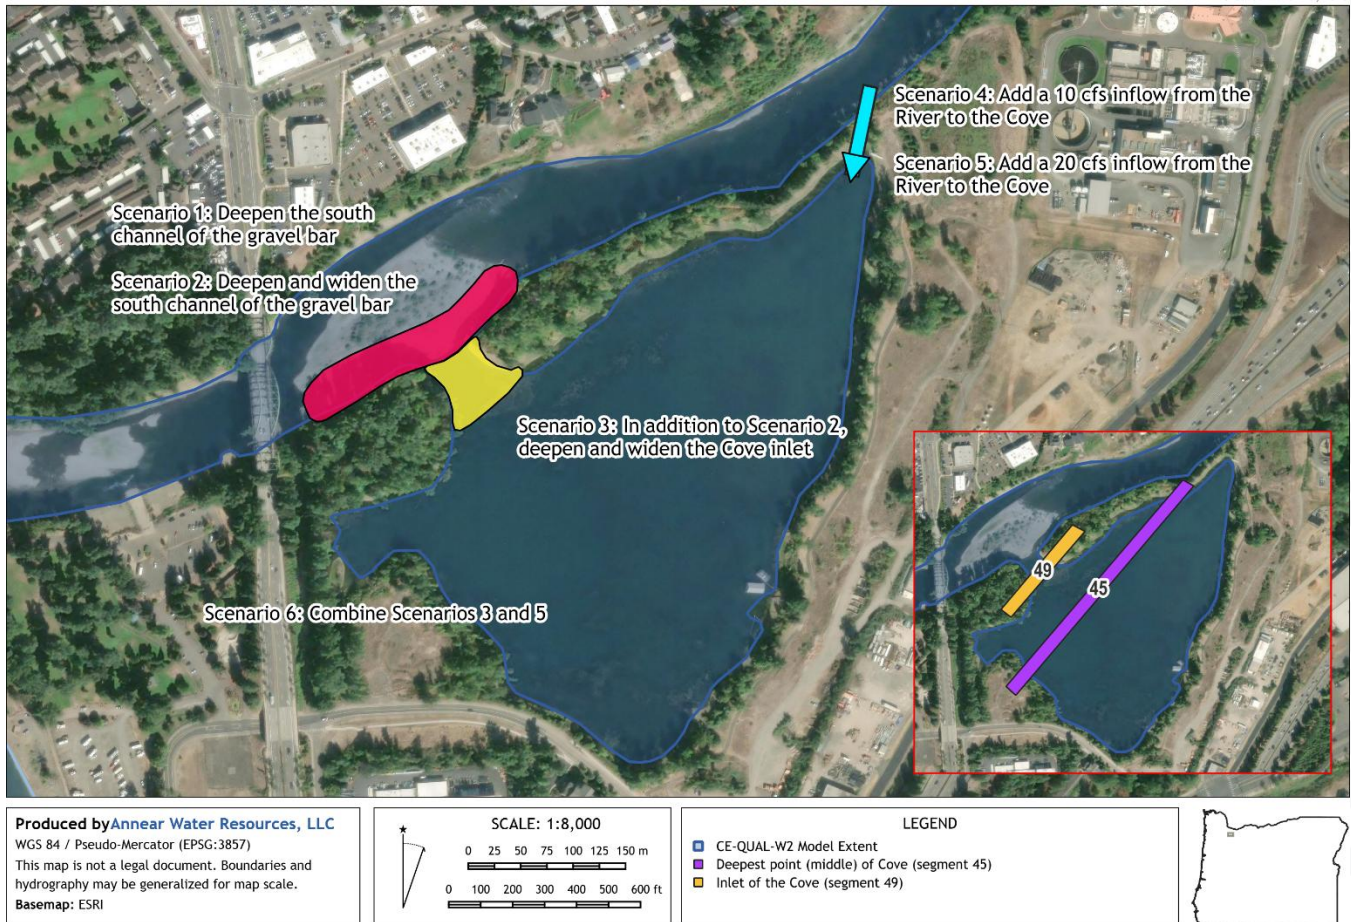 Scenario 4: Add a 10 cfs inflow from the
River to the Cove
Scenario 5: Add a 20 cfs inflow from the
River to the Cove
Scenario 1: Deepen the south
channel of the gravel bar
Scenario 2: Deepen and widen the
south channel of the gravel bar
Scenario 3: In addition to Scenario 2,
deepen and widen the Cove inlet
Scenario 6: Combine Scenarios 3 and 5
49
45
Produced by Annear Water Resources, LLC
WGS 84 / Pseudo-Mercator (EPSG:3857)
This map is not a legal document. Boundaries and
hydrography may be generalized for map scale.
Basemap: ESRI
SCALE: 1:8,000
0 25 50 75 100 125 150 m
0 100 200 300 400 500 600 ft
LEGEND
CE-QUAL-W2 Model Extent
Deepest point (middle) of Cove (segment 45)
Inlet of the Cove (segment 49)